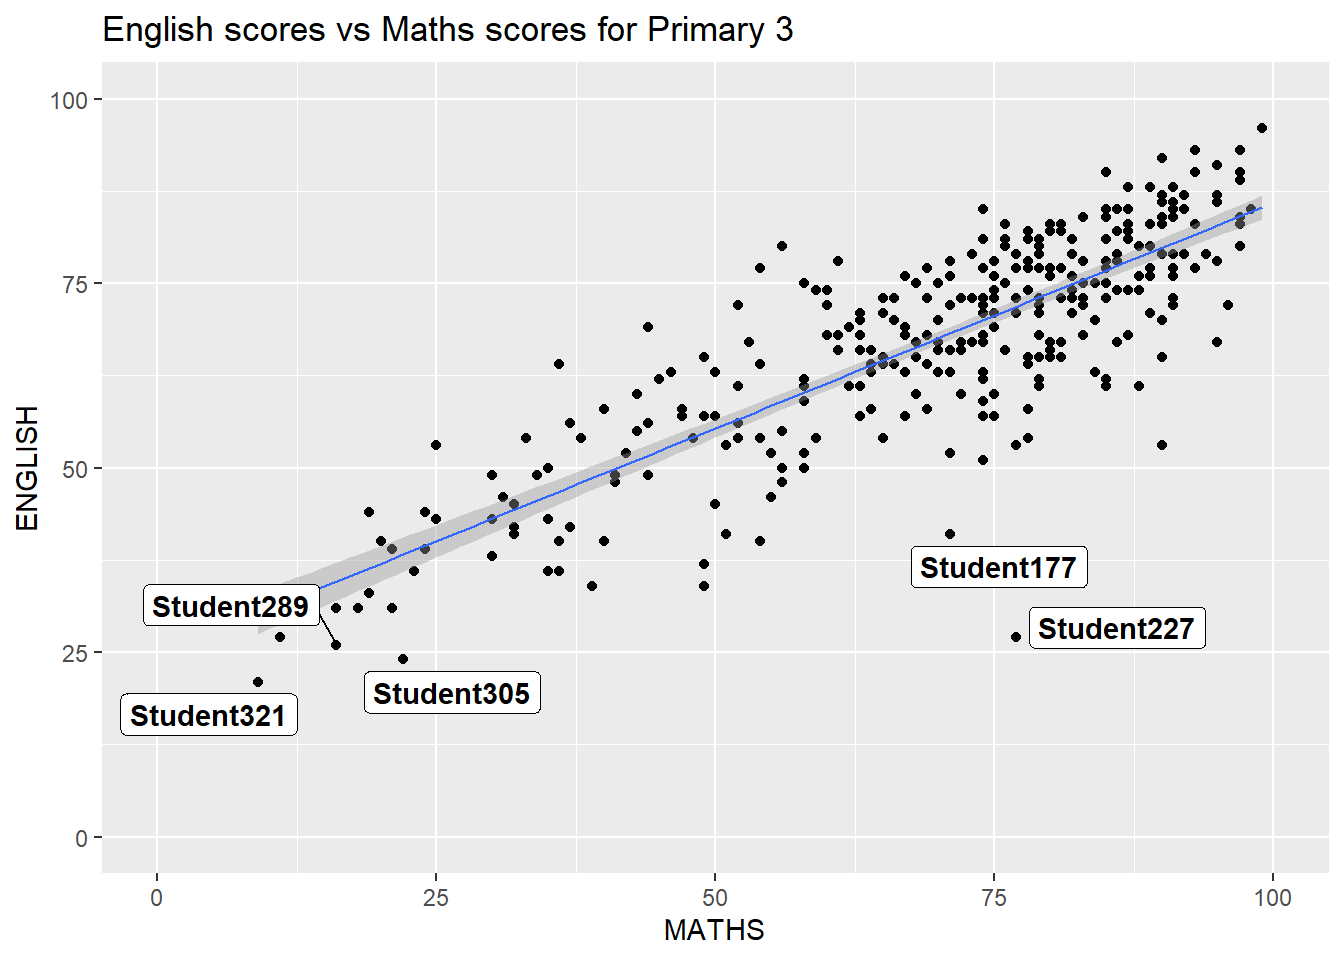 English scores vs Maths scores for Primary 3
100
75
50
25
0
ENGLISH
Student177
Student289
Student227
Student305
Student321
0
25
50
75
100
MATHS